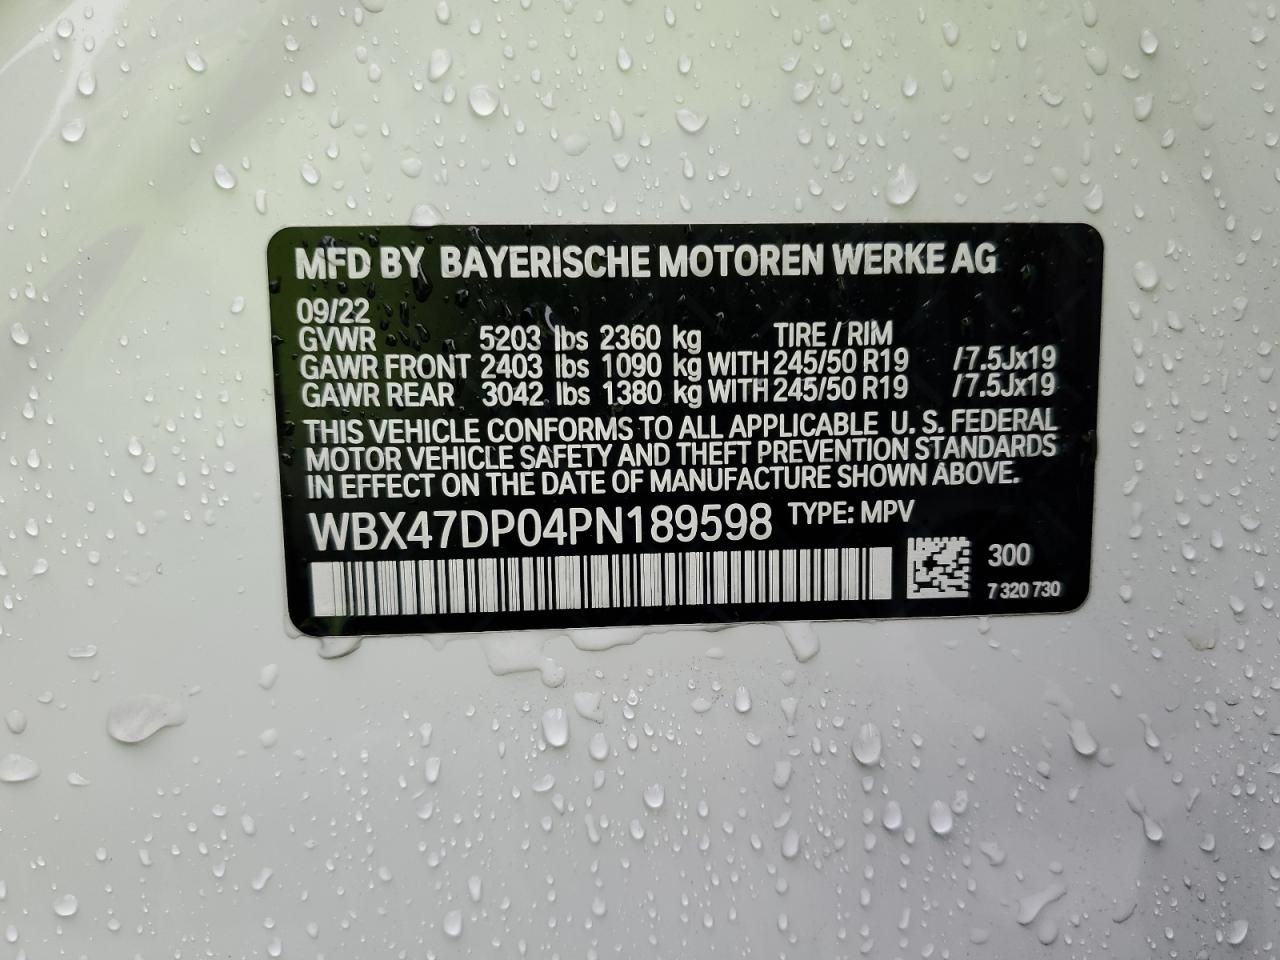 MFD BY BAYERISCHE MOTOREN WERKE AG
09/22
GVWR 5203 lbs 2360 kg TIRE / RIM
GAWR FRONT 2403 lbs 1090 kg WITH 245/50 R19 /7.5Jx19
GAWR REAR 3042 lbs 1380 kg WITH 245/50 R19 /7.5Jx19
THIS VEHICLE CONFORMS TO ALL APPLICABLE U. S. FEDERAL
MOTOR VEHICLE SAFETY AND THEFT PREVENTION STANDARDS
IN EFFECT ON THE DATE OF MANUFACTURE SHOWN ABOVE.
WBX47DP04PN189598 TYPE: MPV
300
7 320 730